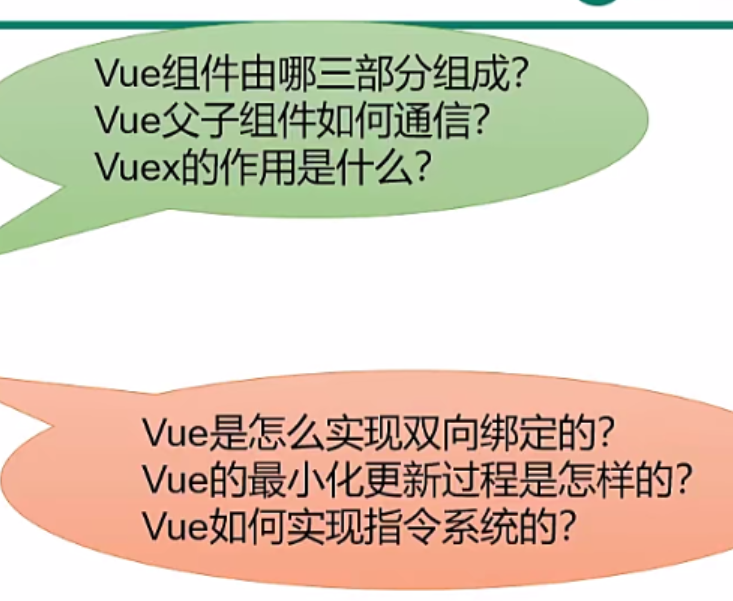 Vue组件由哪三部分组成?
Vue父子组件如何通信?
Vuex的作用是什么?
Vue是怎么实现双向绑定的?
Vue的最小化更新过程是怎样的?
Vue如何实现指令系统的?